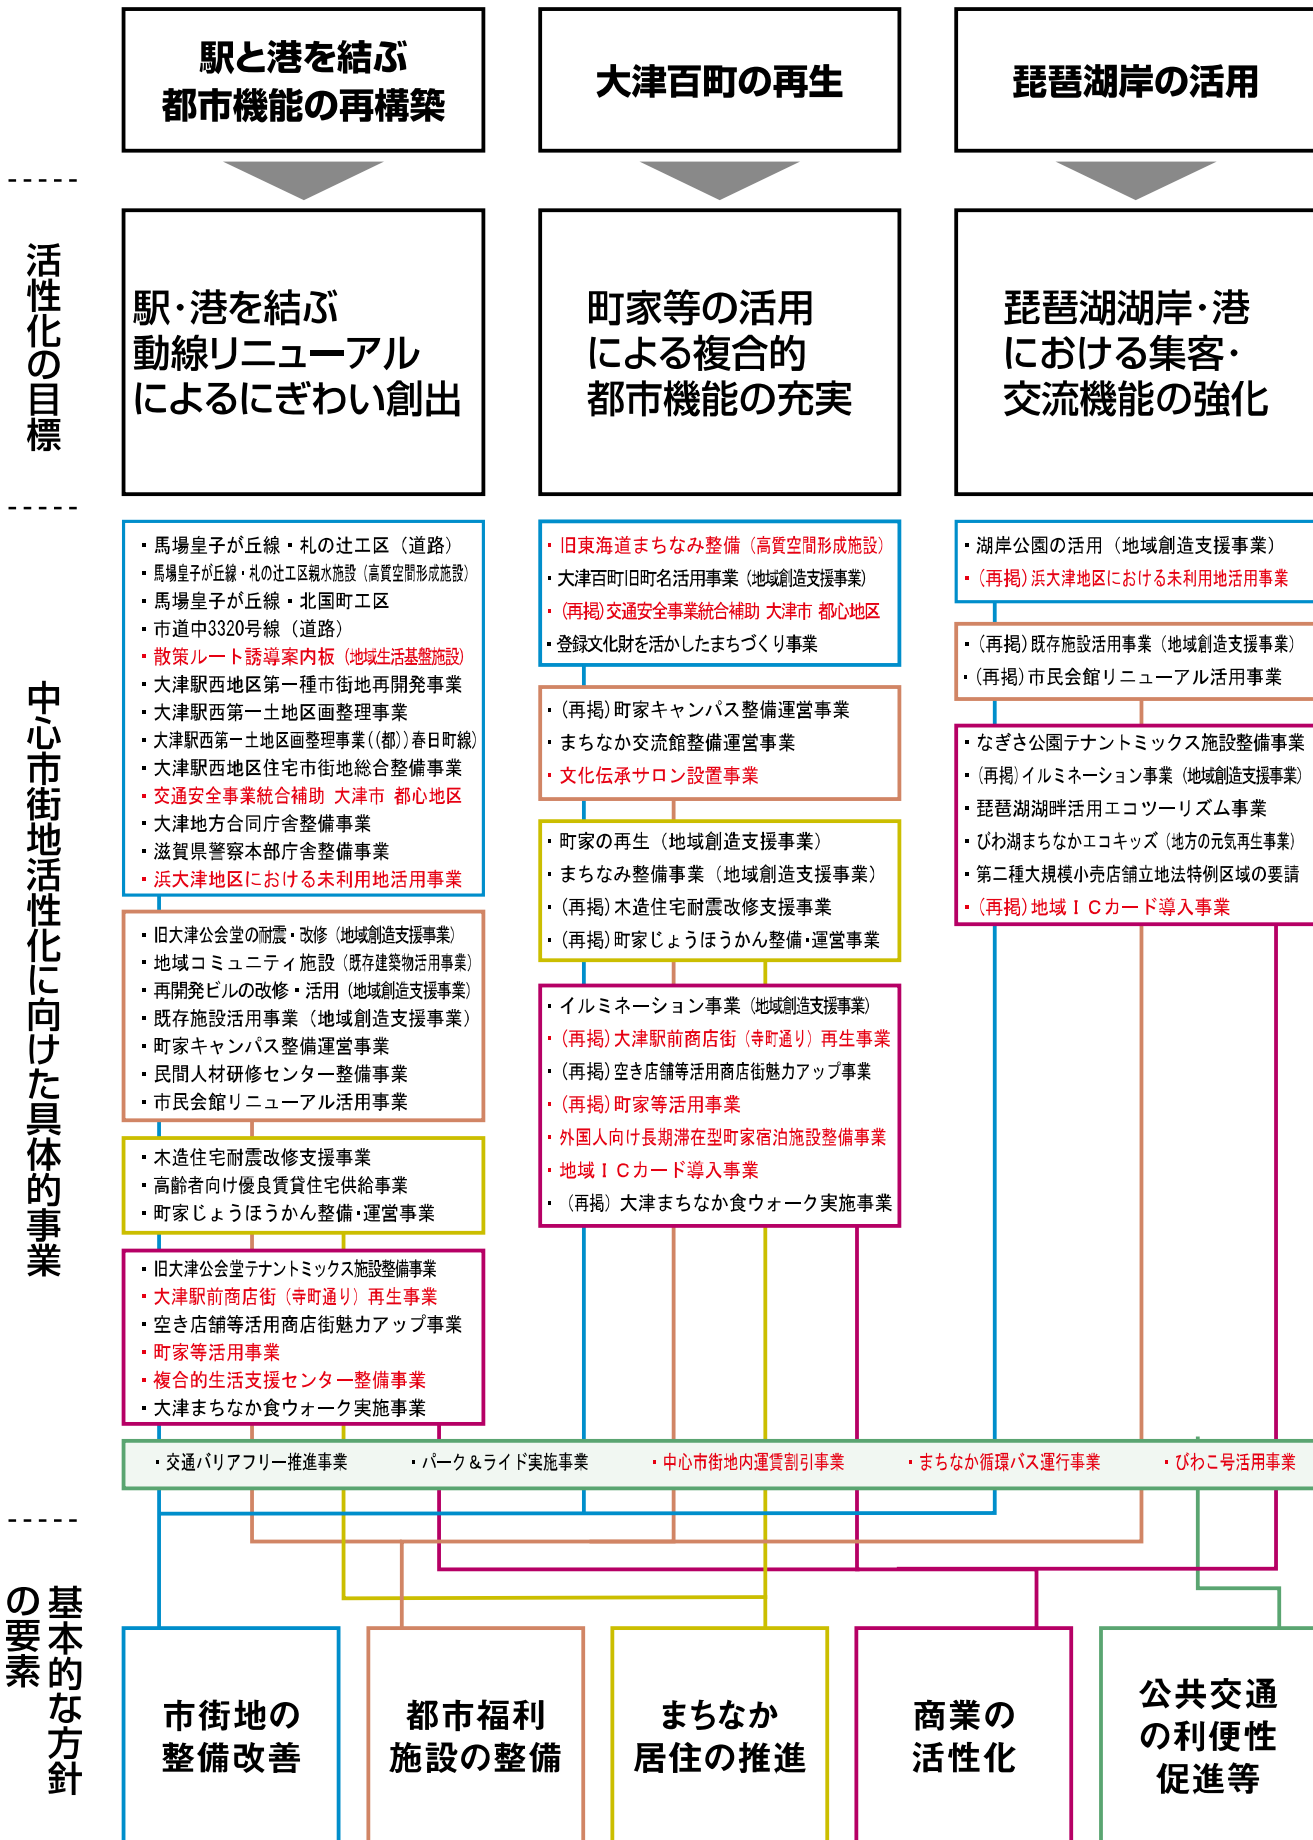 駅と港を結ぶ
都市機能の再構築
大津百町の再生
琵琶湖岸の活用
活性化の目標
駅・港を結ぶ
動線リニューアル
によるにぎわい創出
町家等の活用
による複合的
都市機能の充実
琵琶湖湖岸・港
における集客・
交流機能の強化
中心市街地活性化に向けた具体的事業
・馬場皇子が丘線・札の辻工区（道路）
・馬場皇子が丘線・札の辻工区親水施設（高質空間形成施設）
・馬場皇子が丘線・北国町工区
・市道中3320号線（道路）
・散策ルート誘導案内板（地域生活基盤施設）
・大津駅西地区第一種市街地再開発事業
・大津駅西第一土地区画整理事業
・大津駅西第一土地区画整理事業((都))春日町線)
・大津駅西地区住宅市街地総合整備事業
・交通安全事業統合補助 大津市 都心地区
・大津地方合同庁舎整備事業
・滋賀県警察本部庁舎整備事業
・浜大津地区における未利用地活用事業
・旧大津公会堂の耐震・改修（地域創造支援事業）
・地域コミュニティ施設（既存建築物活用事業）
・再開発ビルの改修・活用（地域創造支援事業）
・既存施設活用事業（地域創造支援事業）
・町家キャンパス整備運営事業
・民間人材研修センター整備事業
・市民会館リニューアル活用事業
・木造住宅耐震改修支援事業
・高齢者向け優良賃貸住宅供給事業
・町家じょうほうかん整備・運営事業
・旧大津公会堂テナントミックス施設整備事業
・大津駅前商店街（寺町通り）再生事業
・空き店舗等活用商店街魅力アップ事業
・町家等活用事業
・複合的生活支援センター整備事業
・大津まちなか食ウォーク実施事業
・旧東海道まちなみ整備（高質空間形成施設）
・大津百町旧町名活用事業（地域創造支援事業）
・（再掲）交通安全事業統合補助 大津市 都心地区
・登録文化財を活かしたまちづくり事業
・（再掲）町家キャンパス整備運営事業
・まちなか交流館整備運営事業
・文化伝承サロン設置事業
・町家の再生（地域創造支援事業）
・まちなみ整備事業（地域創造支援事業）
・（再掲）木造住宅耐震改修支援事業
・（再掲）町家じょうほうかん整備・運営事業
・イルミネーション事業（地域創造支援事業）
・（再掲）大津駅前商店街（寺町通り）再生事業
・（再掲）空き店舗等活用商店街魅力アップ事業
・（再掲）町家等活用事業
・外国人向け長期滞在型町家宿泊施設整備事業
・地域ＩＣカード導入事業
・（再掲）大津まちなか食ウォーク実施事業
・湖岸公園の活用（地域創造支援事業）
・（再掲）浜大津地区における未利用地活用事業
・（再掲）既存施設活用事業（地域創造支援事業）
・（再掲）市民会館リニューアル活用事業
・なぎさ公園テナントミックス施設整備事業
・（再掲）イルミネーション事業（地域創造支援事業）
・琵琶湖湖畔活用エコツーリズム事業
・びわ湖まちなかエコキッズ（地方の元気再生事業）
・第二種大規模小売店舗立地法特例区域の要請
・（再掲）地域ＩＣカード導入事業
・交通バリアフリー推進事業
・パーク＆ライド実施事業
・中心市街地内運賃割引事業
・まちなか循環バス運行事業
・びわこ号活用事業
基本的な方針
の要素
市街地の
整備改善
都市福利
施設の整備
まちなか
居住の推進
商業の
活性化
公共交通
の利便性
促進等